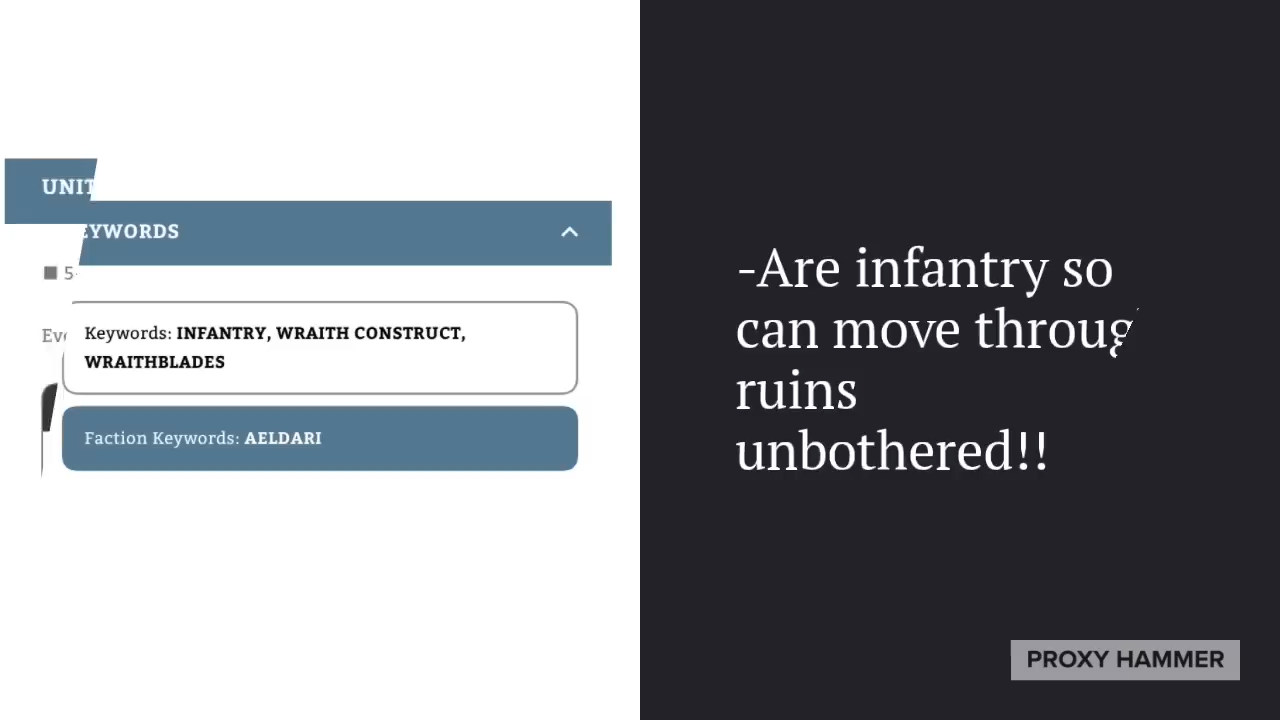 UNIT
EYWORDS
5
Keywords: INFANTRY, WRAITH CONSTRUCT,
WRAITHBLADES
Faction Keywords: AELDARI
-Are infantry so
can move throug
ruins
unbothered!!
PROXY HAMMER